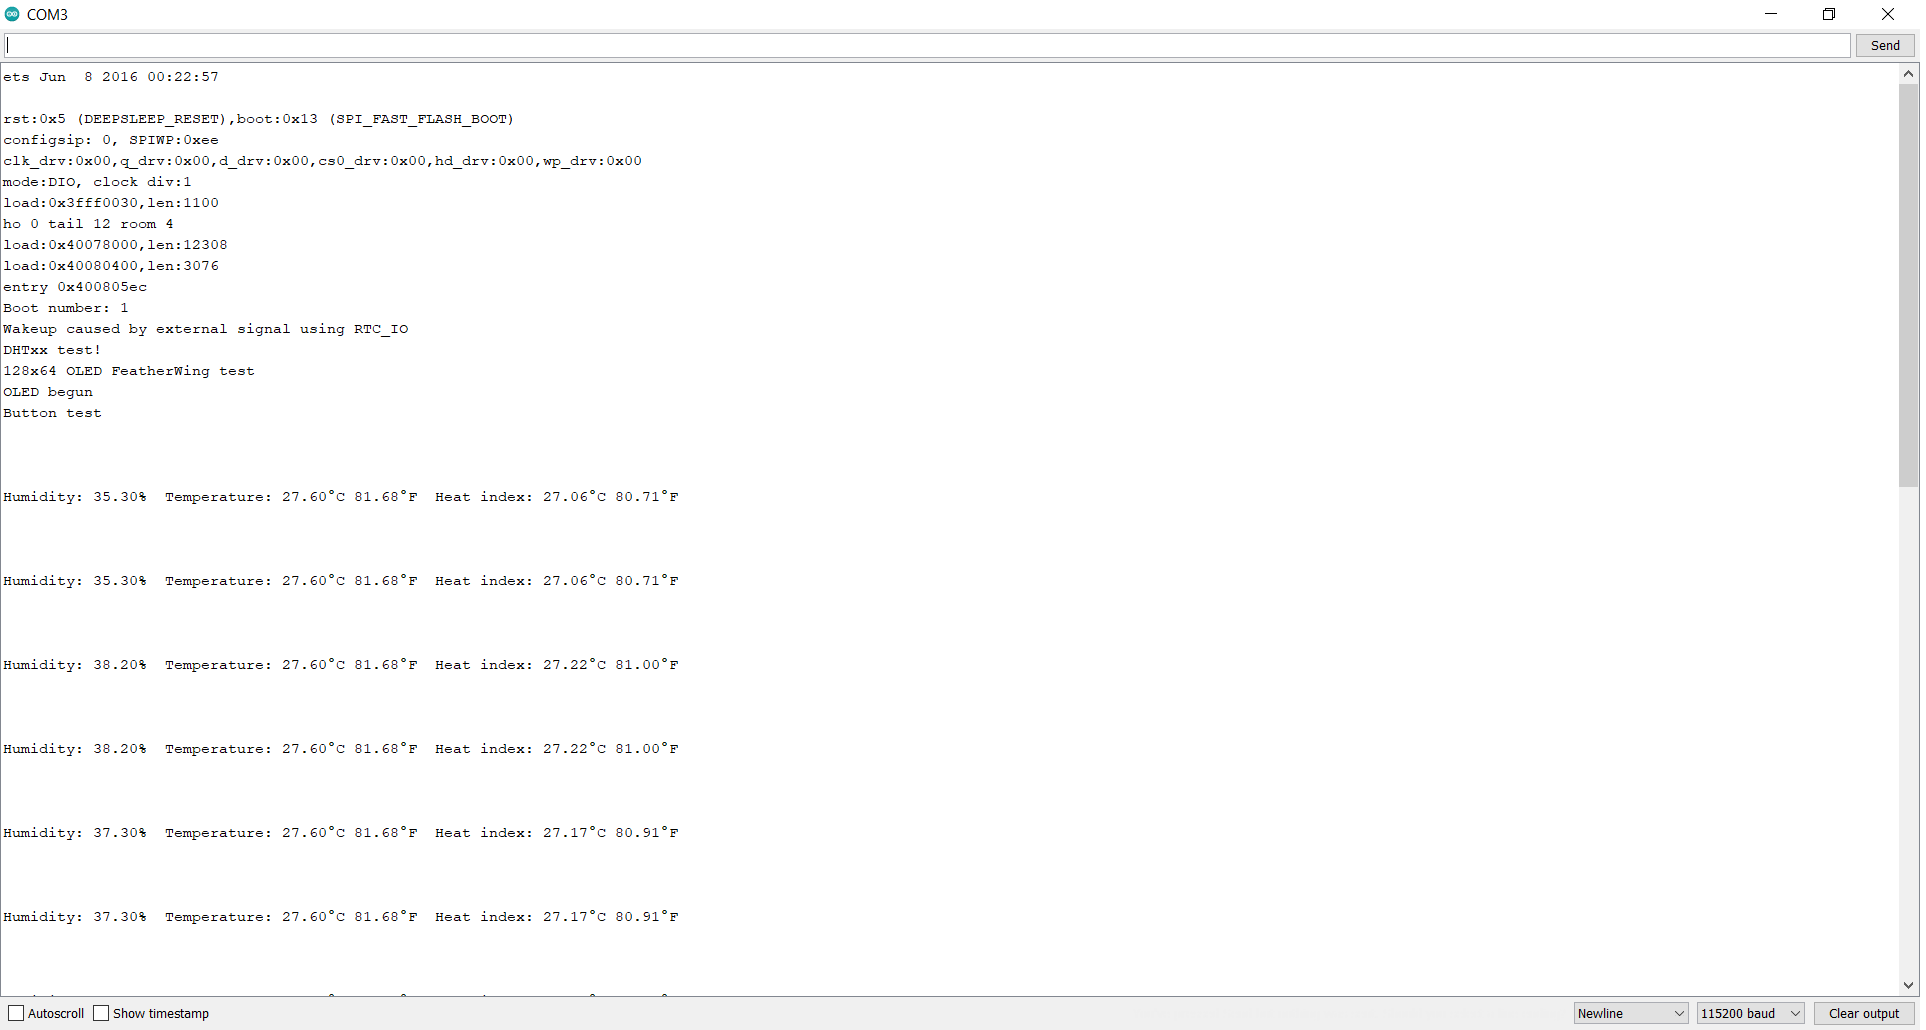 COM3
Send
ets Jun  8 2016 00:22:57
rst:0x5 (DEEPSLEEP_RESET),boot:0x13 (SPI_FAST_FLASH_BOOT)
configsip: 0, SPIWP:0xee
clk_drv:0x00,q_drv:0x00,d_drv:0x00,cs0_drv:0x00,hd_drv:0x00,wp_drv:0x00
mode:DIO, clock div:1
load:0x3fff0030,len:1100
ho 0 tail 12 room 4
load:0x40078000,len:12308
load:0x40080400,len:3076
entry 0x400805ec
Boot number: 1
Wakeup caused by external signal using RTC_IO
DHTxx test!
128x64 OLED FeatherWing test
OLED begun
Button test
Humidity: 35.30%  Temperature: 27.60°C 81.68°F  Heat index: 27.06°C 80.71°F
Humidity: 35.30%  Temperature: 27.60°C 81.68°F  Heat index: 27.06°C 80.71°F
Humidity: 38.20%  Temperature: 27.60°C 81.68°F  Heat index: 27.22°C 81.00°F
Humidity: 38.20%  Temperature: 27.60°C 81.68°F  Heat index: 27.22°C 81.00°F
Humidity: 37.30%  Temperature: 27.60°C 81.68°F  Heat index: 27.17°C 80.91°F
Humidity: 37.30%  Temperature: 27.60°C 81.68°F  Heat index: 27.17°C 80.91°F
Autoscroll Show timestamp Newline 115200 baud Clear output